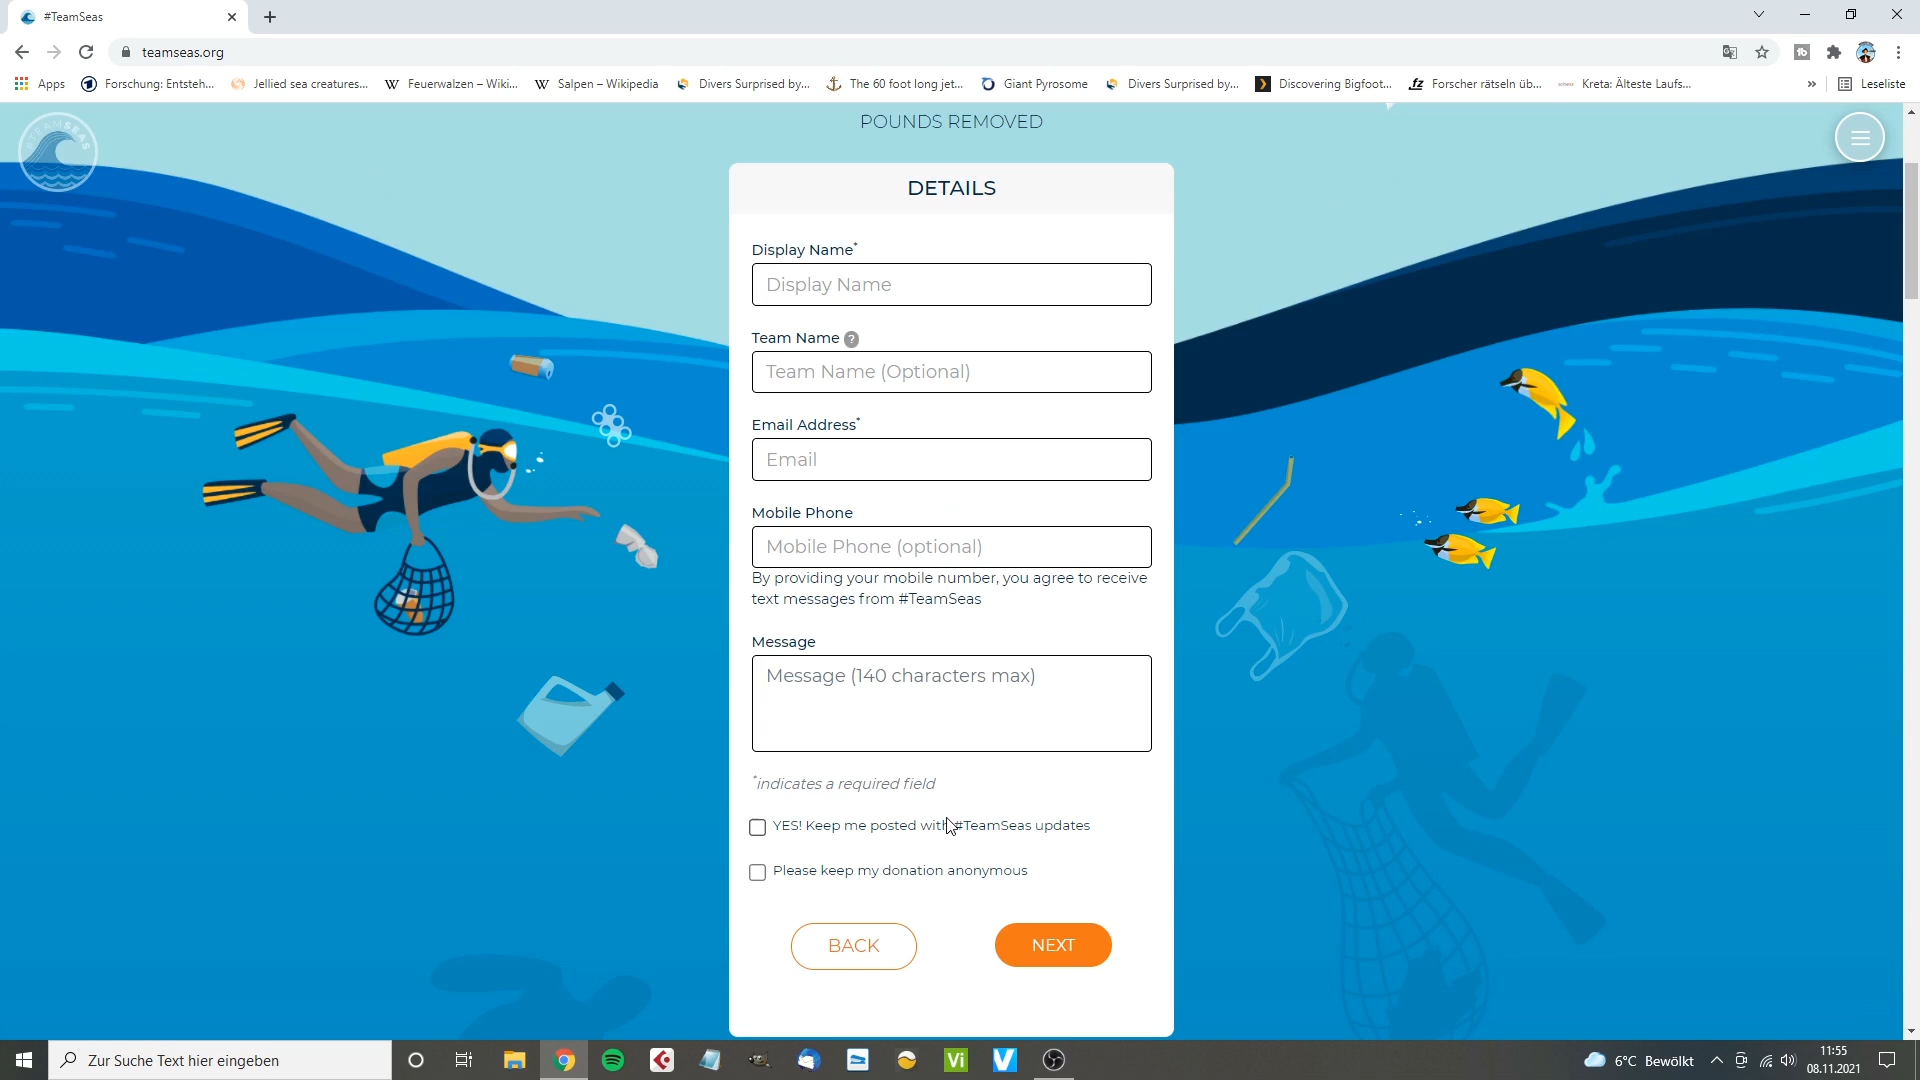 #TeamSeas
teamseas.org
Apps
Forschung: Entsteh...
Jellied sea creatures...
Feuerwalzen – Wiki...
Salpen – Wikipedia
Divers Surprised by...
The 60 foot long jet...
Giant Pyrosome
Divers Surprised by...
Discovering Bigfoot...
Forscher rätseln üb...
Kreta: Älteste Laufs...
»
Leseliste
#TEAMSEAS
POUNDS REMOVED
DETAILS
Display Name*
Display Name
Team Name ?
Team Name (Optional)
Email Address*
Email
Mobile Phone
Mobile Phone (optional)
By providing your mobile number, you agree to receive
text messages from #TeamSeas
Message
Message (140 characters max)
*indicates a required field
YES! Keep me posted with #TeamSeas updates
Please keep my donation anonymous
BACK
NEXT
Zur Suche Text hier eingeben
Vi
6°C Bewölkt
11:55
08.11.2021